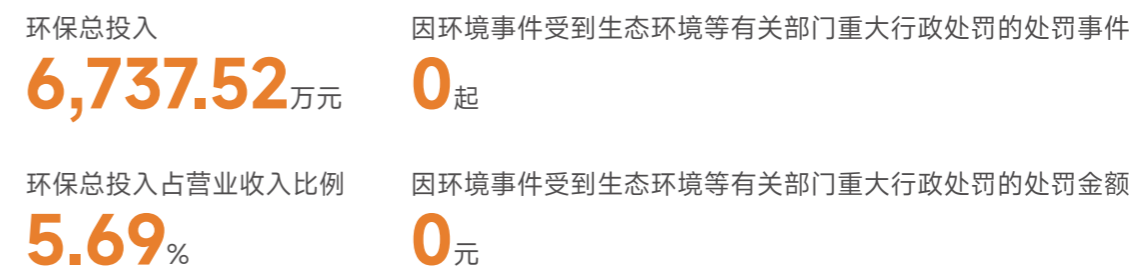 环保总投入
6,737.52万元
因环境事件受到生态环境等有关部门重大行政处罚的处罚事件
0起
环保总投入占营业收入比例
5.69%
因环境事件受到生态环境等有关部门重大行政处罚的处罚金额
0元